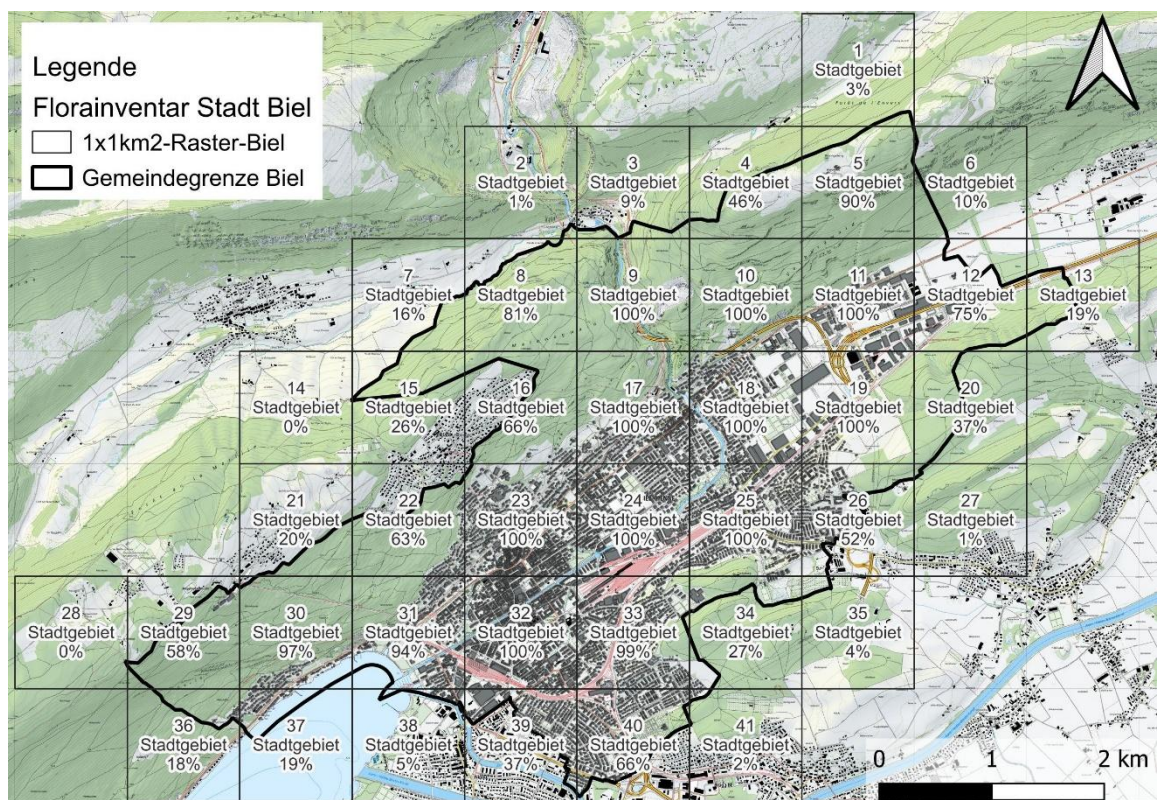 Legende
Florainventar Stadt Biel
1x1km2-Raster-Biel
Gemeindegrenze Biel
1
Stadtgebiet
3%
Forêt de l'Envers
2
Stadtgebiet
1%
3
Stadtgebiet
9%
4
Stadtgebiet
46%
5
Stadtgebiet
90%
6
Stadtgebiet
10%
7
Stadtgebiet
16%
8
Stadtgebiet
81%
9
Stadtgebiet
100%
10
Stadtgebiet
100%
11
Stadtgebiet
100%
12
Stadtgebiet
75%
13
Stadtgebiet
19%
14
Stadtgebiet
0%
15
Stadtgebiet
26%
16
Stadtgebiet
66%
17
Stadtgebiet
100%
18
Stadtgebiet
100%
19
Stadtgebiet
100%
20
Stadtgebiet
37%
21
Stadtgebiet
20%
22
Stadtgebiet
63%
23
Stadtgebiet
100%
24
Stadtgebiet
100%
25
Stadtgebiet
100%
26
Stadtgebiet
52%
27
Stadtgebiet
1%
28
Stadtgebiet
0%
29
Stadtgebiet
58%
30
Stadtgebiet
97%
31
Stadtgebiet
94%
32
Stadtgebiet
100%
33
Stadtgebiet
99%
34
Stadtgebiet
27%
35
Stadtgebiet
4%
36
Stadtgebiet
18%
37
Stadtgebiet
19%
38
Stadtgebiet
5%
39
Stadtgebiet
37%
40
Stadtgebiet
66%
41
Stadtgebiet
2%
0 1 2 km